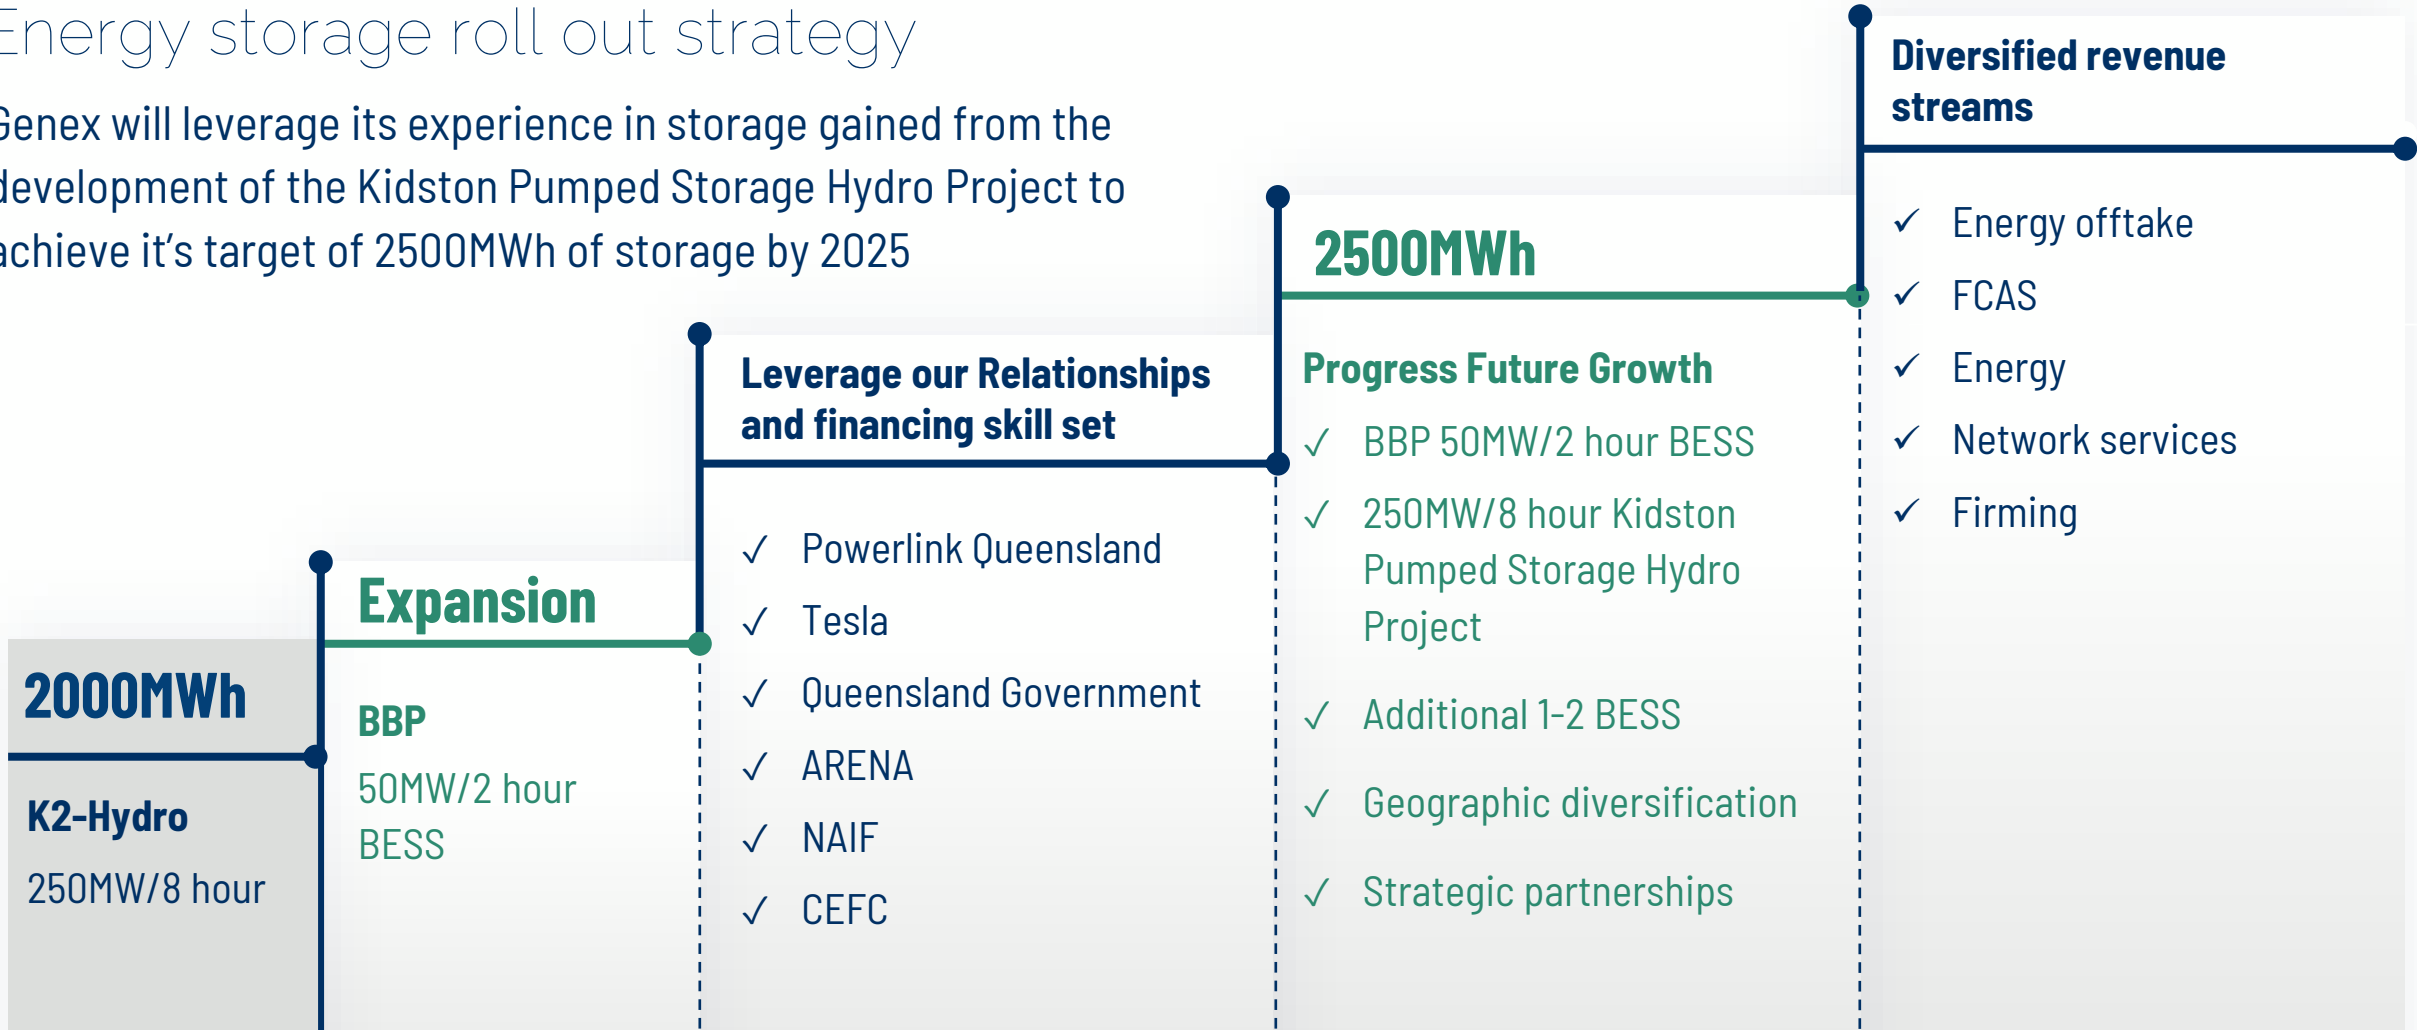 Energy storage roll out strategy
Genex will leverage its experience in storage gained from the
development of the Kidston Pumped Storage Hydro Project to
achieve it's target of 2500MWh of storage by 2025
2000MWh
K2-Hydro
250MW/8 hour
Expansion
BBP
50MW/2 hour
BESS
Leverage our Relationships
and financing skill set
✓ Powerlink Queensland
✓ Tesla
✓ Queensland Government
✓ ARENA
✓ NAIF
✓ CEFC
2500MWh
Progress Future Growth
✓ BBP 50MW/2 hour BESS
✓ 250MW/8 hour Kidston
Pumped Storage Hydro
Project
✓ Additional 1-2 BESS
✓ Geographic diversification
✓ Strategic partnerships
Diversified revenue
streams
✓ Energy offtake
✓ FCAS
✓ Energy
✓ Network services
✓ Firming